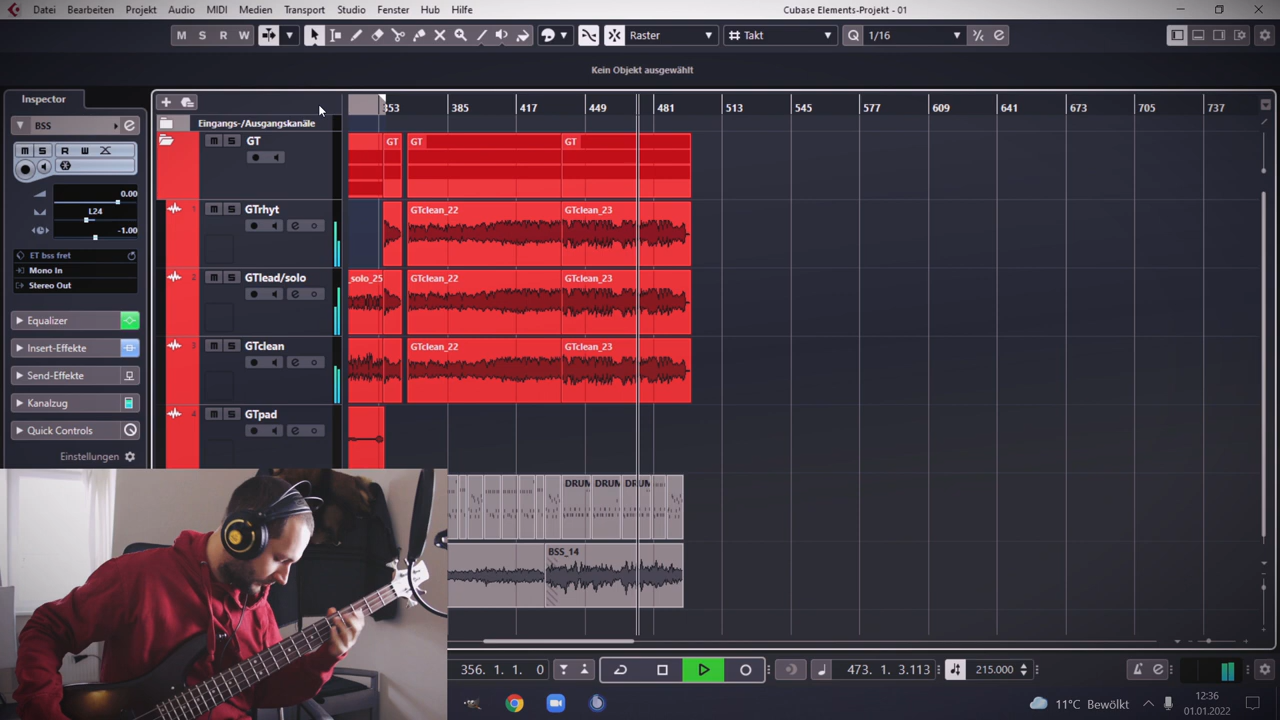 Datei Bearbeiten Projekt Audio MIDI Medien Transport Studio Fenster Hub Hilfe
Cubase Elements-Projekt - 01
M S R W
Raster
Takt
Q 1/16
Kein Objekt ausgewählt
Inspector
BSS
m S R W
0.00
L24
-1.00
ET bss fret
Mono In
Stereo Out
Equalizer
Insert-Effekte
Send-Effekte
Kanalzug
Quick Controls
Einstellungen
353 385 417 449 481 513 545 577 609 641 673 705 737
Eingangs-/Ausgangskanäle
m S GT
GT GT GT
1 m S GTrhyt
GTclean_22 GTclean_23
2 m S GTlead/solo
_solo_25 GTclean_22 GTclean_23
3 m S GTclean
GTclean_22 GTclean_23
4 m S GTpad
DRUM DRUM DRUM
BSS_14
356. 1. 1. 0
473. 1. 3.113
215.000
11°C Bewölkt
12:36
01.01.2022